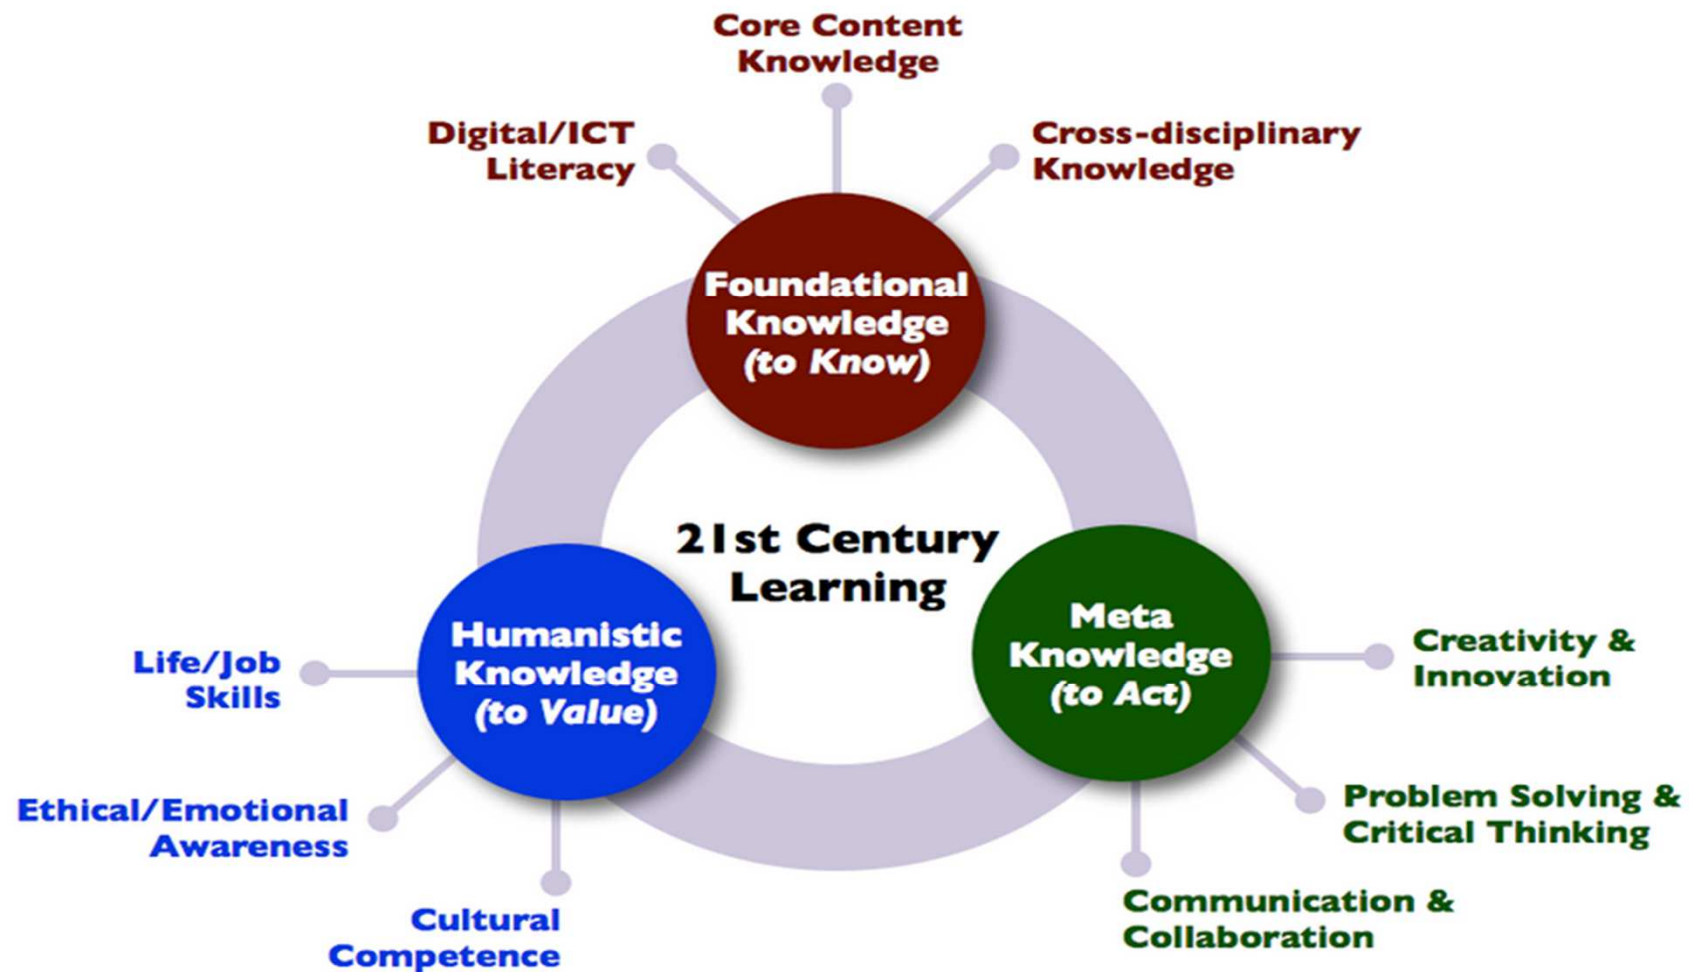 Core Content
Knowledge
Digital/ICT
Literacy
Cross-disciplinary
Knowledge
Foundational
Knowledge
(to Know)
21st Century
Learning
Humanistic
Knowledge
(to Value)
Meta
Knowledge
(to Act)
Life/Job
Skills
Ethical/Emotional
Awareness
Cultural
Competence
Creativity &
Innovation
Problem Solving &
Critical Thinking
Communication &
Collaboration